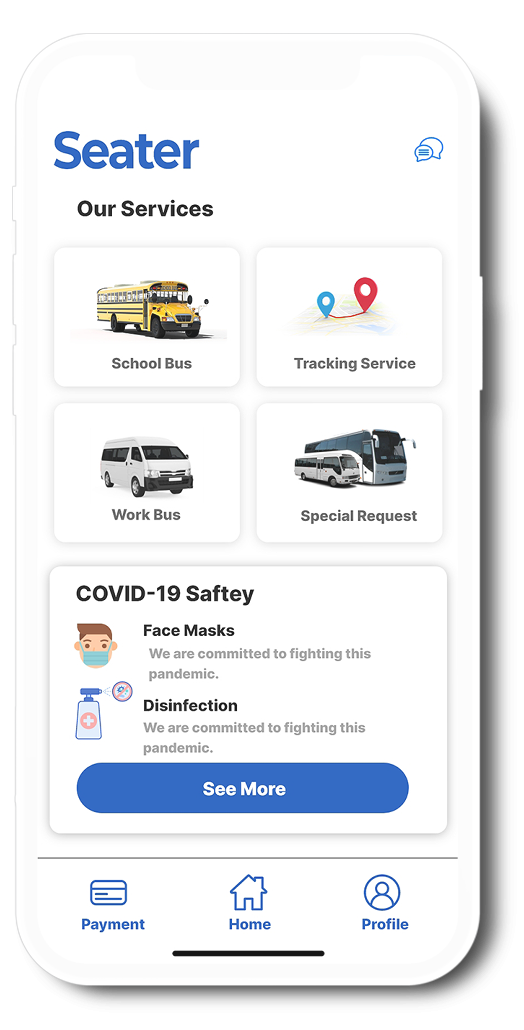 Seater
Our Services
School Bus
Tracking Service
Work Bus
Special Request
COVID-19 Saftey
Face Masks
We are committed to fighting this
pandemic.
Disinfection
We are committed to fighting this
pandemic.
See More
Payment
Home
Profile